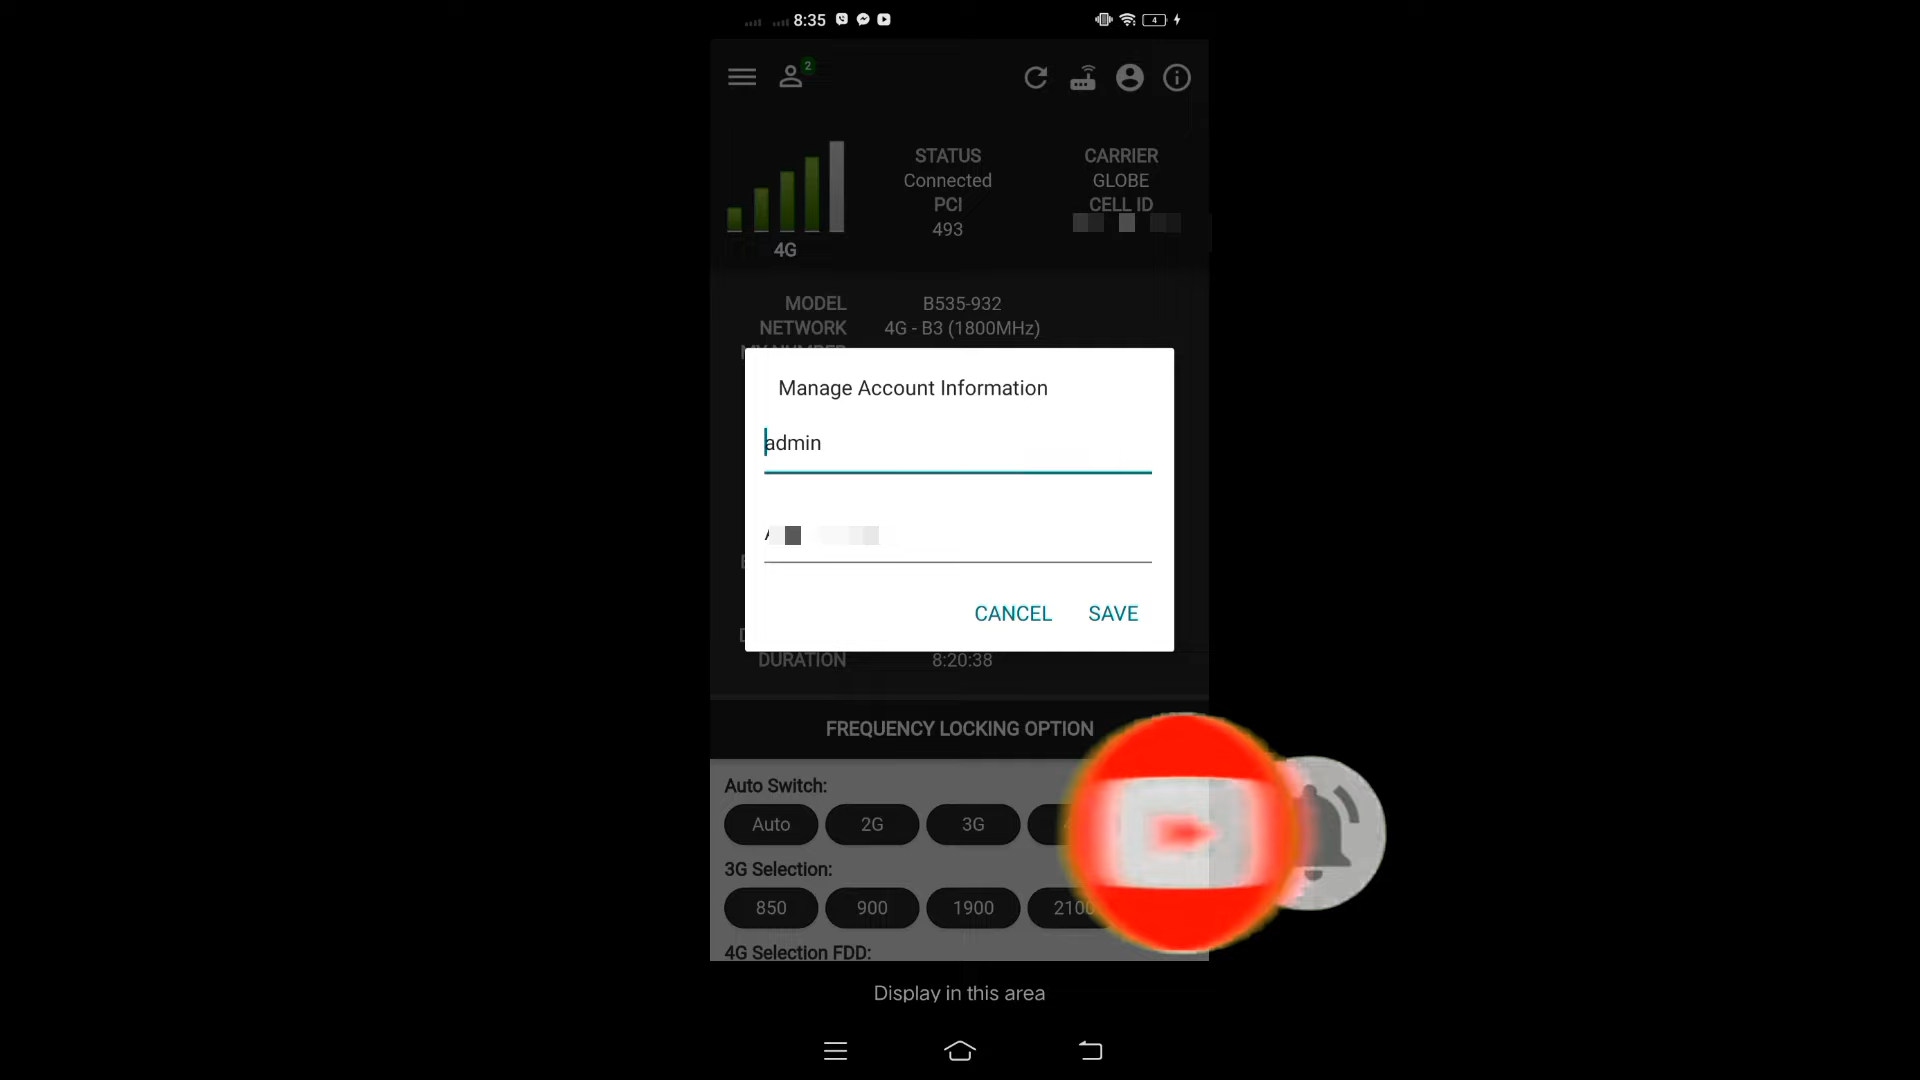 8:35
4
2
STATUS
Connected
PCI
493
CARRIER
GLOBE
CELL ID
4G
MODEL B535-932
NETWORK 4G - B3 (1800MHz)
Manage Account Information
admin
CANCEL SAVE
DURATION 8:20:38
FREQUENCY LOCKING OPTION
Auto Switch:
Auto 2G 3G
3G Selection:
850 900 1900 2100
4G Selection FDD:
Display in this area